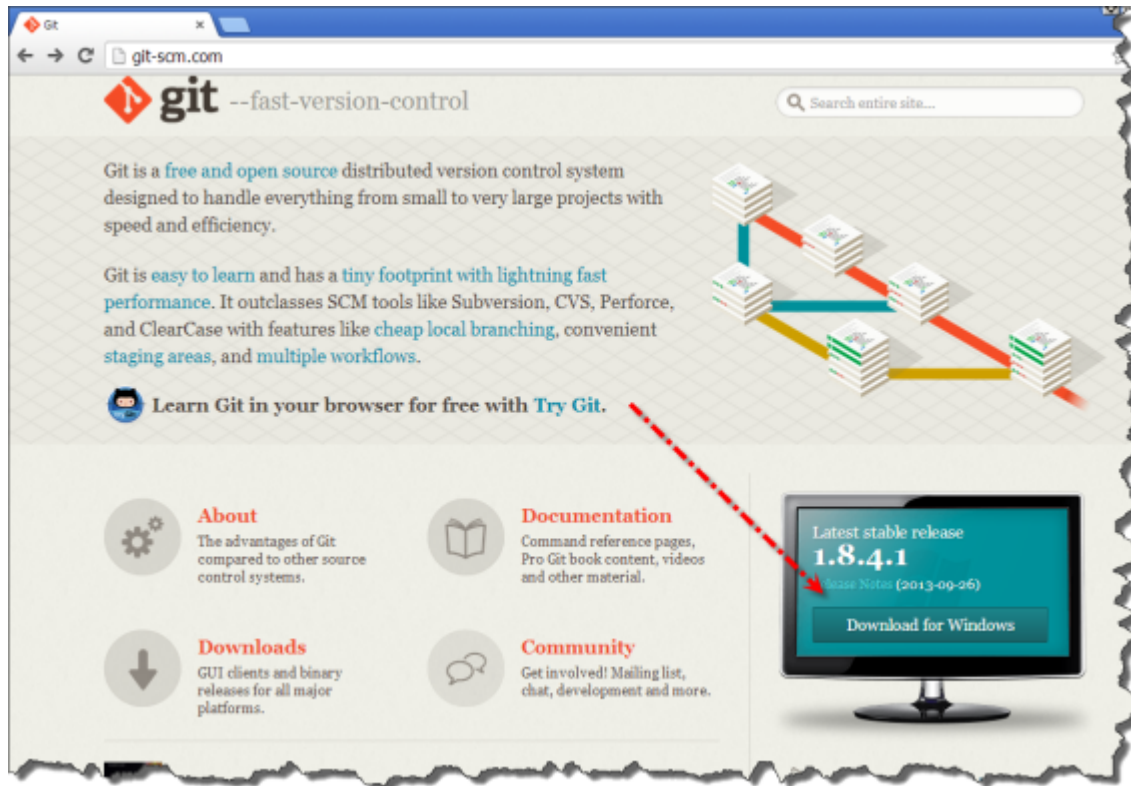 Git
git-scm.com
git --fast-version-control
Search entire site...
Git is a free and open source distributed version control system
designed to handle everything from small to very large projects with
speed and efficiency.
Git is easy to learn and has a tiny footprint with lightning fast
performance. It outclasses SCM tools like Subversion, CVS, Perforce,
and ClearCase with features like cheap local branching, convenient
staging areas, and multiple workflows.
Learn Git in your browser for free with Try Git.
About
The advantages of Git
compared to other source
control systems.
Documentation
Command reference pages,
Pro Git book content, videos
and other material.
Latest stable release
1.8.4.1
Release Notes (2013-09-26)
Download for Windows
Downloads
GUI clients and binary
releases for all major
platforms.
Community
Get involved! Mailing list,
chat, development and more.